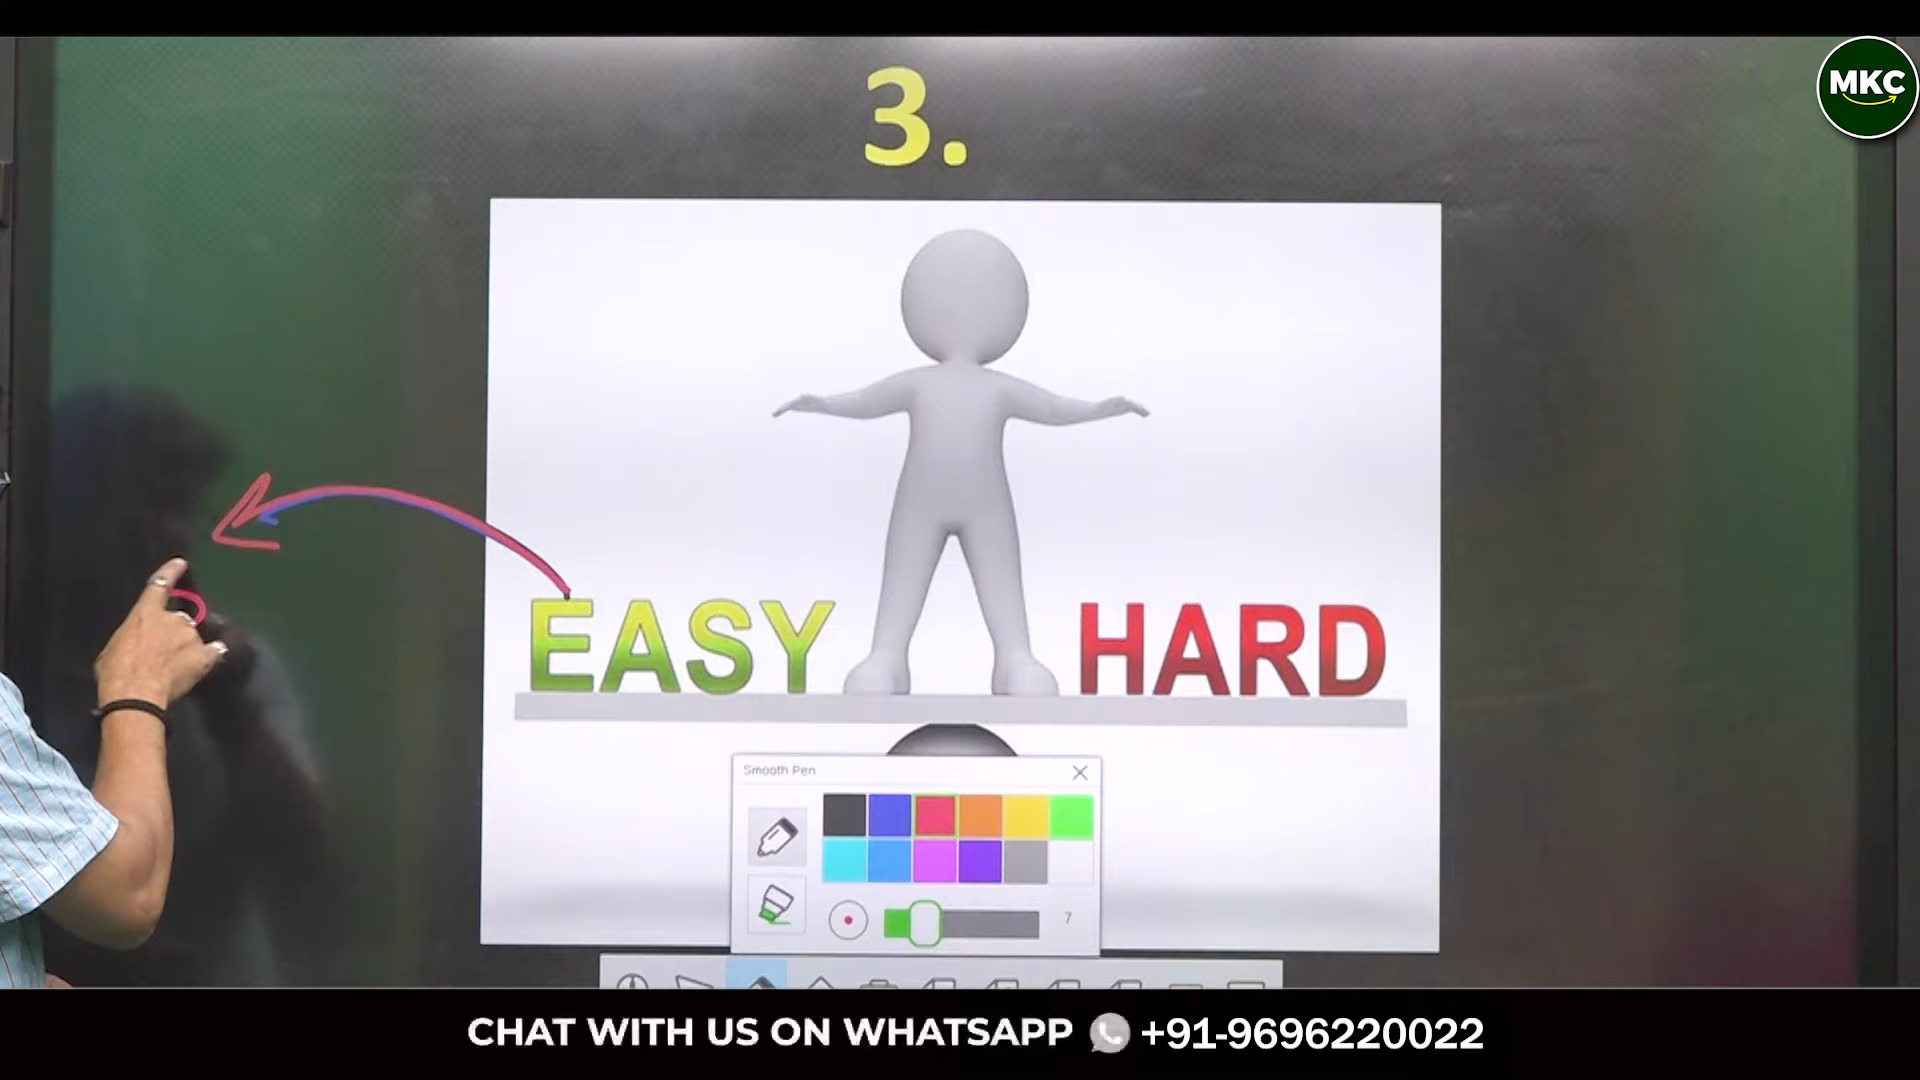 MKC
3.
EASY HARD
Smooth Pen
7
CHAT WITH US ON WHATSAPP +91-9696220022